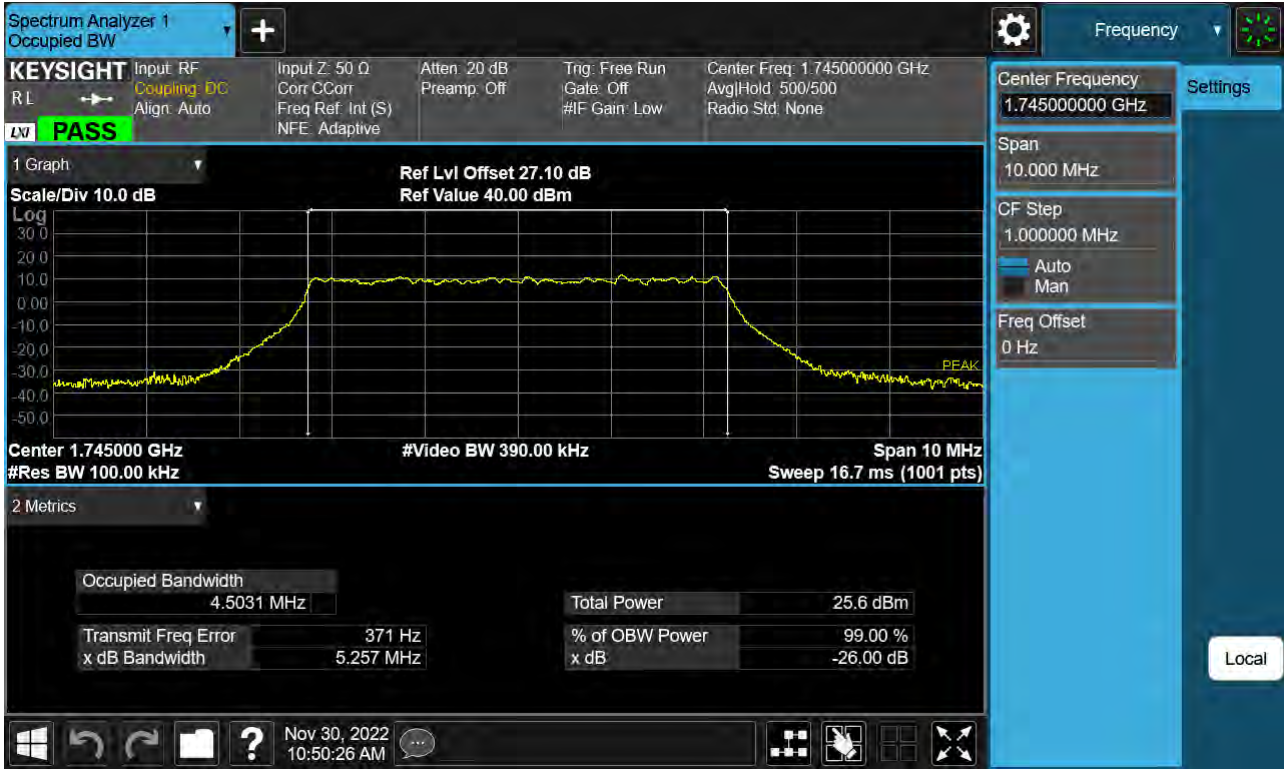 Spectrum Analyzer 1
Occupied BW
+
Frequency
KEYSIGHT
R L
LXI
PASS
Input: RF
Coupling: DC
Align: Auto
Input Z: 50 Ω
Corr CCorr
Freq Ref: Int (S)
NFE: Adaptive
Atten: 20 dB
Preamp: Off
Trig: Free Run
Gate: Off
#IF Gain: Low
Center Freq: 1.745000000 GHz
Avg|Hold: 500/500
Radio Std: None
Center Frequency
1.745000000 GHz
Settings
Span
10.000 MHz
CF Step
1.000000 MHz
Auto
Man
Freq Offset
0 Hz
1 Graph
Scale/Div 10.0 dB
Ref Lvl Offset 27.10 dB
Ref Value 40.00 dBm
Log
30.0
20.0
10.0
0.00
-10.0
-20.0
-30.0
-40.0
-50.0
PEAK
Center 1.745000 GHz
#Video BW 390.00 kHz
Span 10 MHz
#Res BW 100.00 kHz
Sweep 16.7 ms (1001 pts)
2 Metrics
Occupied Bandwidth
4.5031 MHz
Total Power 25.6 dBm
Transmit Freq Error 371 Hz
% of OBW Power 99.00 %
x dB Bandwidth 5.257 MHz
x dB -26.00 dB
Local
?
Nov 30, 2022
10:50:26 AM